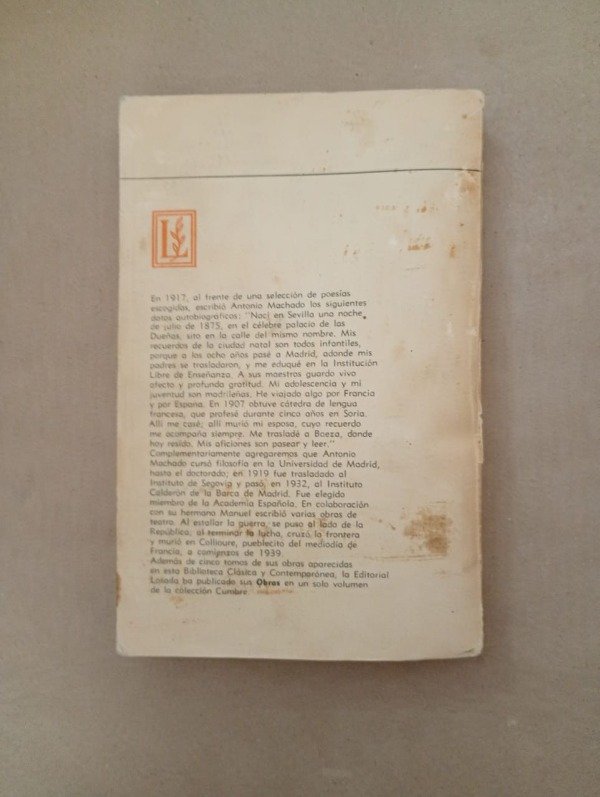 L
En 1917, al frente de una selección de poesías
escogidas, escribió Antonio Machado los siguientes
datos autobiográficos: "Nací en Sevilla una noche
de julio de 1875, en el célebre palacio de las
Dueñas, sito en la calle del mismo nombre. Mis
recuerdos de la ciudad natal son todos infantiles,
porque a los ocho años pasé a Madrid, adonde mis
padres se trasladaron, y me eduqué en la Institución
Libre de Enseñanza. A sus maestros guardo vivo
afecto y profunda gratitud. Mi adolescencia y mi
juventud son madrileñas. He viajado algo por Francia
y por España. En 1907 obtuve cátedra de lengua
francesa, que profesé durante cinco años en Soria.
Allí me casé; allí murió mi esposa, cuyo recuerdo
me acompaña siempre. Me trasladé a Baeza, donde
hoy resido. Mis aficiones son pasear y leer."
Complementariamente agregaremos que Antonio
Machado cursó filosofía en la Universidad de Madrid,
hasta el doctorado; en 1919 fue trasladado al
Instituto de Segovia y pasó, en 1932, al Instituto
Calderón de la Barca de Madrid. Fue elegido
miembro de la Academia Española. En colaboración
con su hermano Manuel escribió varias obras de
teatro. Al estallar la guerra, se puso al lado de la
República; al terminar la lucha, cruzó la frontera
y murió en Collioure, pueblecito del mediodía de
Francia, a comienzos de 1939.
Además de cinco tomos de sus obras aparecidas
en esta Biblioteca Clásica y Contemporánea, la Editorial
Losada ha publicado sus Obras en un solo volumen
de la colección Cumbre.